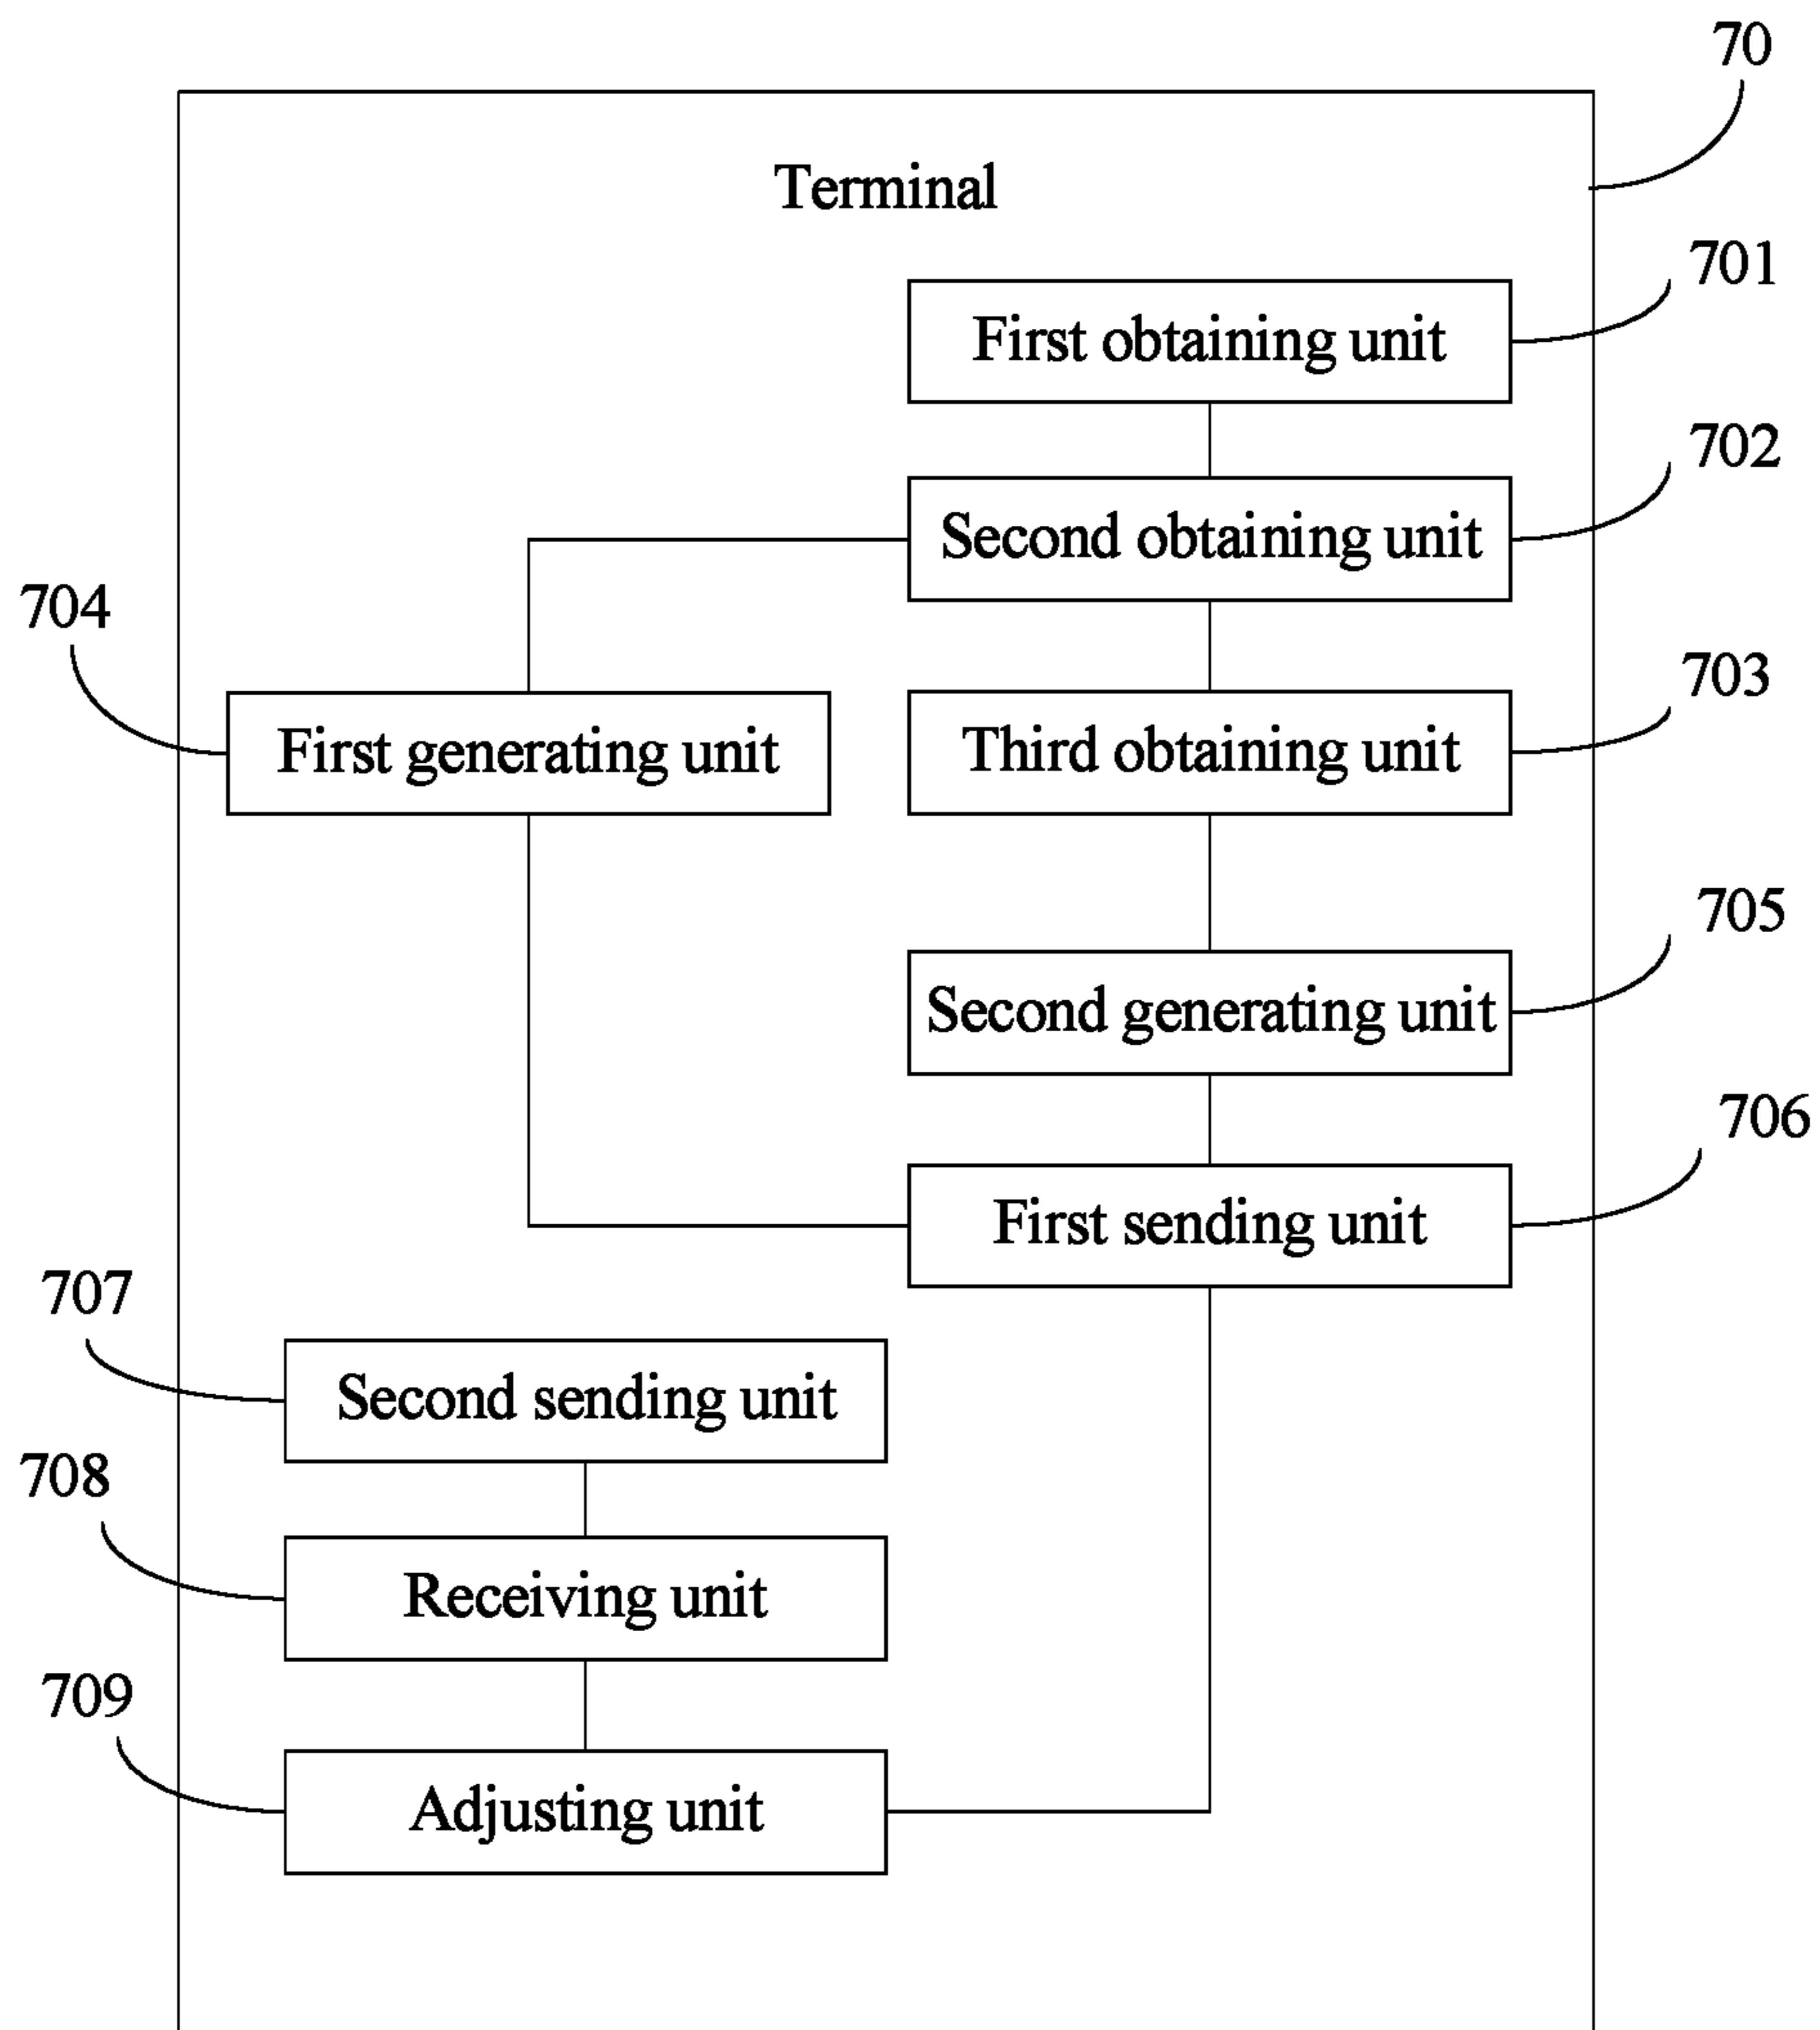 70
Terminal
701
First obtaining unit
702
Second obtaining unit
704
703
First generating unit
Third obtaining unit
705
Second generating unit
706
First sending unit
707
Second sending unit
708
Receiving unit
709
Adjusting unit